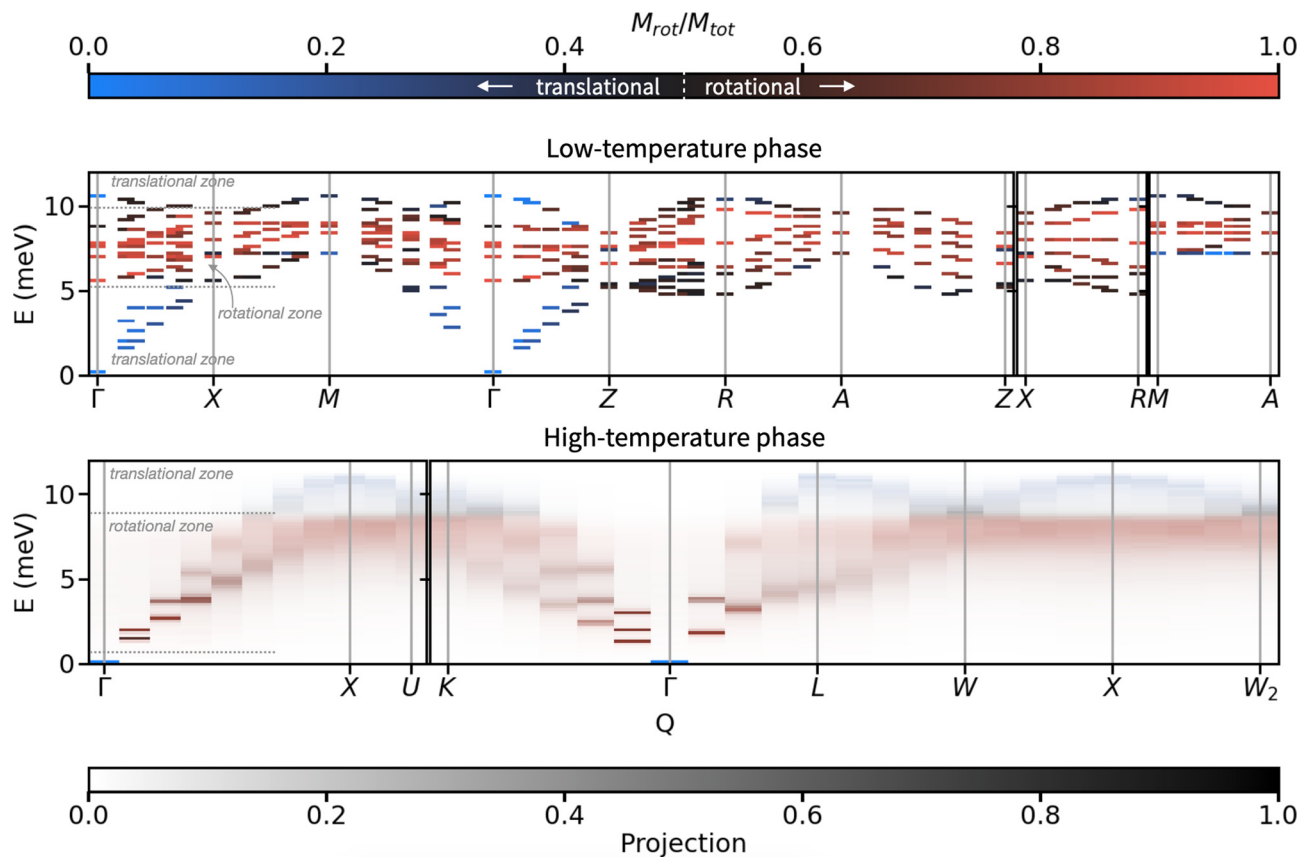 M_rot/M_tot
0.0 0.2 0.4 0.6 0.8 1.0
← translational rotational →
Low-temperature phase
translational zone
10
5
0
E (meV)
rotational zone
translational zone
Γ X M Γ Z R A Z X R M A
High-temperature phase
translational zone
rotational zone
10
5
0
E (meV)
Γ X U K Γ L W X W₂
Q
0.0 0.2 0.4 0.6 0.8 1.0
Projection